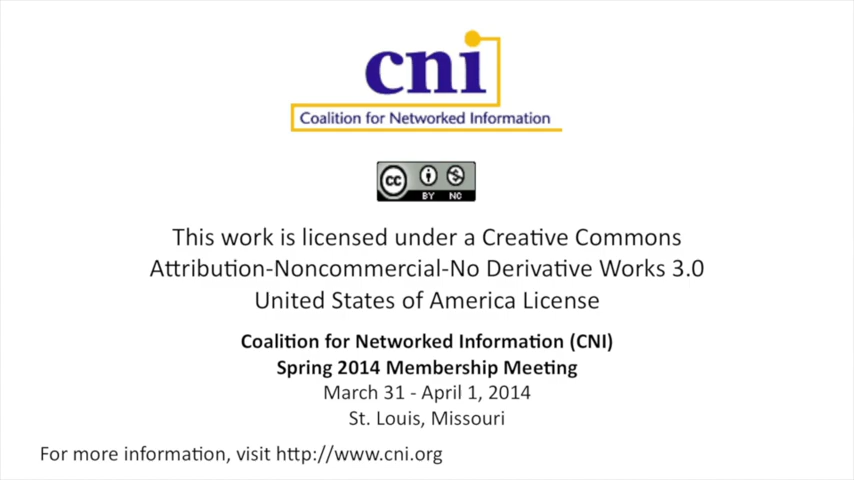 cni
Coalition for Networked Information
cc
BY NC
This work is licensed under a Creative Commons
Attribution-Noncommercial-No Derivative Works 3.0
United States of America License
Coalition for Networked Information (CNI)
Spring 2014 Membership Meeting
March 31 - April 1, 2014
St. Louis, Missouri
For more information, visit http://www.cni.org